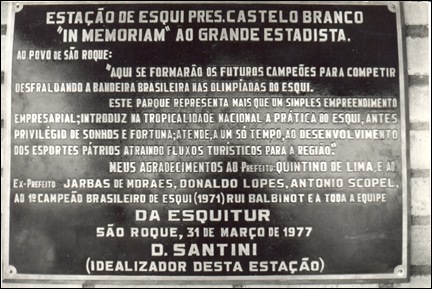 ESTAÇÃO DE ESQUI PRES. CASTELO BRANCO
"IN MEMORIAM" AO GRANDE ESTADISTA.
AO POVO DE SÃO ROQUE:
"AQUI SE FORMARÃO OS FUTUROS CAMPEÕES PARA COMPETIR
DESFRALDANDO A BANDEIRA BRASILEIRA NAS OLIMPÍADAS DO ESQUI.
ESTE PARQUE REPRESENTA MAIS QUE UM SIMPLES EMPREENDIMENTO
EMPRESARIAL; INTRODUZ NA TROPICALIDADE NACIONAL A PRÁTICA DO ESQUI, ANTES
PRIVILÉGIO DE SONHOS E FORTUNA; ATENDE, A UM SÓ TEMPO, AO DESENVOLVIMENTO
DOS ESPORTES PÁTRIOS ATRAINDO FLUXOS TURÍSTICOS PARA A REGIÃO."
MEUS AGRADECIMENTOS AO PREFEITO: QUINTINO DE LIMA, E AO
EX-PREFEITO JARBAS DE MORAES, DONALDO LOPES, ANTONIO SCOPEL,
AO 1º CAMPEÃO BRASILEIRO DE ESQUI (1971) RUI BALBINOT E A TODA A EQUIPE
DA ESQUITUR
SÃO ROQUE, 31 DE MARÇO DE 1977
D. SANTINI
(IDEALIZADOR DESTA ESTAÇÃO)